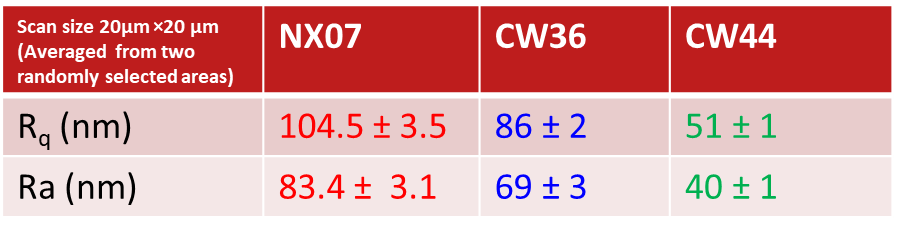 Scan size 20μm ×20 μm
(Averaged from two
randomly selected areas)
NX07
CW36
CW44
Rq (nm)
104.5 ± 3.5
86 ± 2
51 ± 1
Ra (nm)
83.4 ± 3.1
69 ± 3
40 ± 1